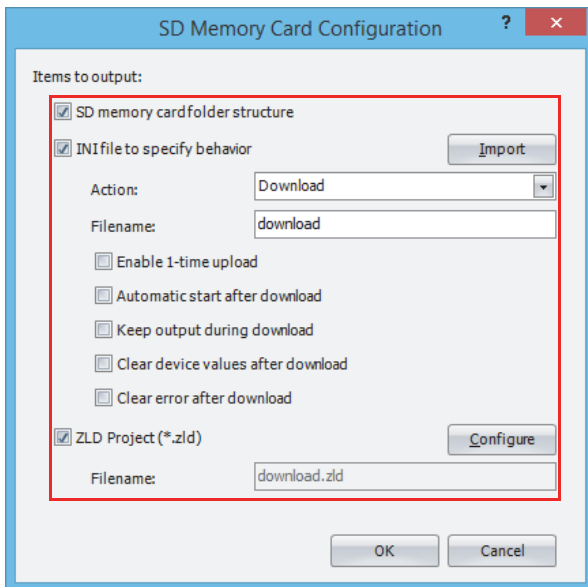 SD Memory Card Configuration ? ×
Items to output:
SD memory card folder structure
INI file to specify behavior Import
Action: Download
Filename: download
Enable 1-time upload
Automatic start after download
Keep output during download
Clear device values after download
Clear error after download
ZLD Project (*.zld) Configure
Filename: download.zld
OK Cancel